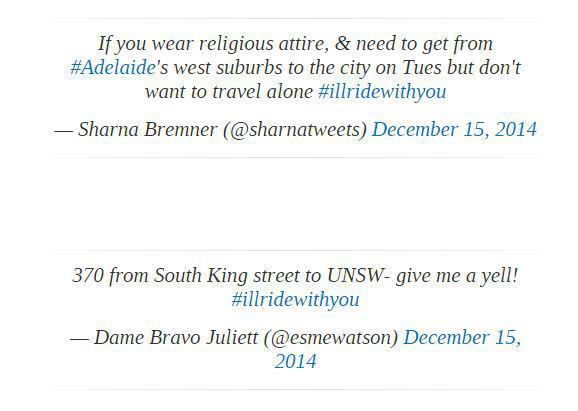 If you wear religious attire, & need to get from
#Adelaide's west suburbs to the city on Tues but don't
want to travel alone #illridewithyou
— Sharna Bremner (@sharnatweets) December 15, 2014
370 from South King street to UNSW- give me a yell!
#illridewithyou
— Dame Bravo Juliett (@esmewatson) December 15,
2014